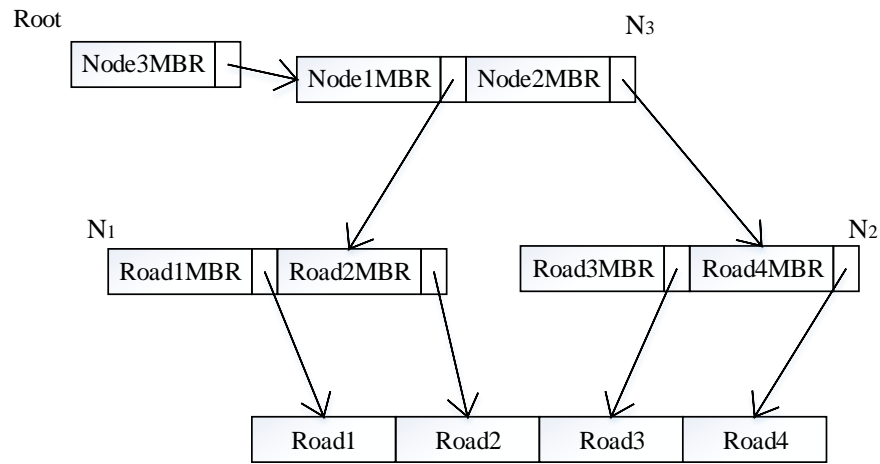 Root
N3
Node3MBR
Node1MBR Node2MBR
N1
N2
Road1MBR Road2MBR
Road3MBR Road4MBR
Road1 Road2 Road3 Road4